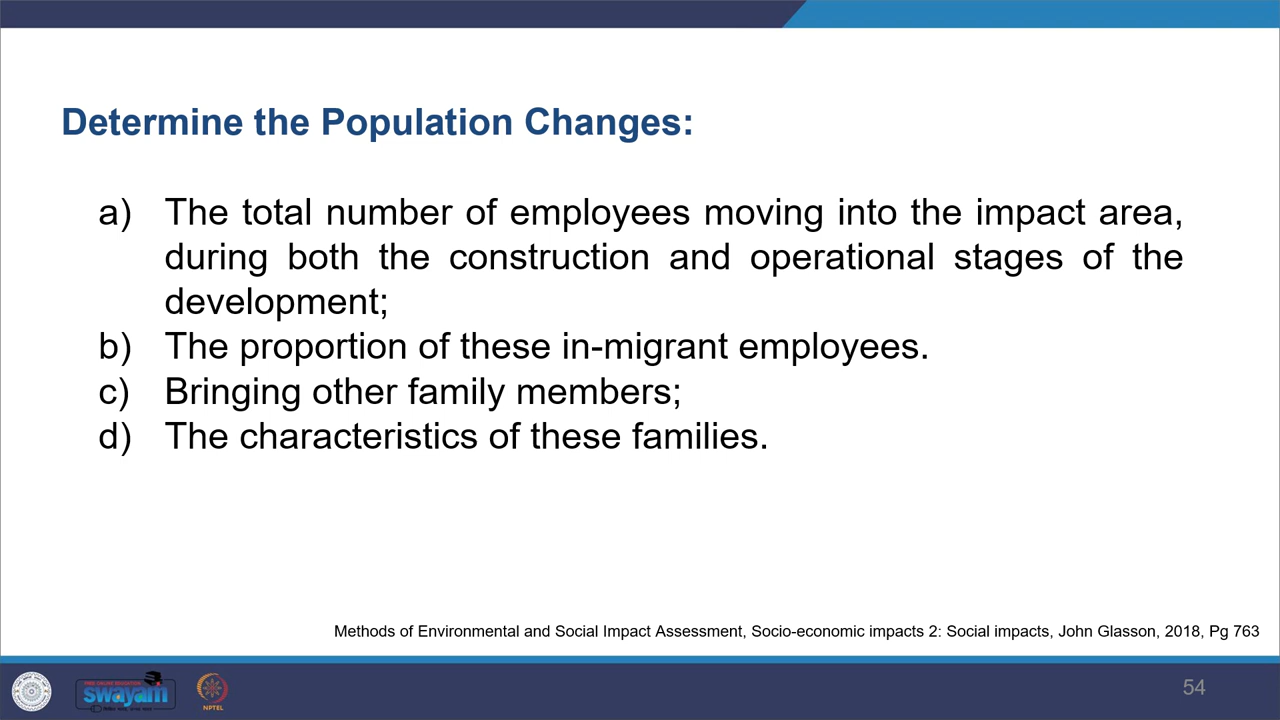 Determine the Population Changes:
a) The total number of employees moving into the impact area,
during both the construction and operational stages of the
development;
b) The proportion of these in-migrant employees.
c) Bringing other family members;
d) The characteristics of these families.
Methods of Environmental and Social Impact Assessment, Socio-economic impacts 2: Social impacts, John Glasson, 2018, Pg 763
swayam
NPTEL
54